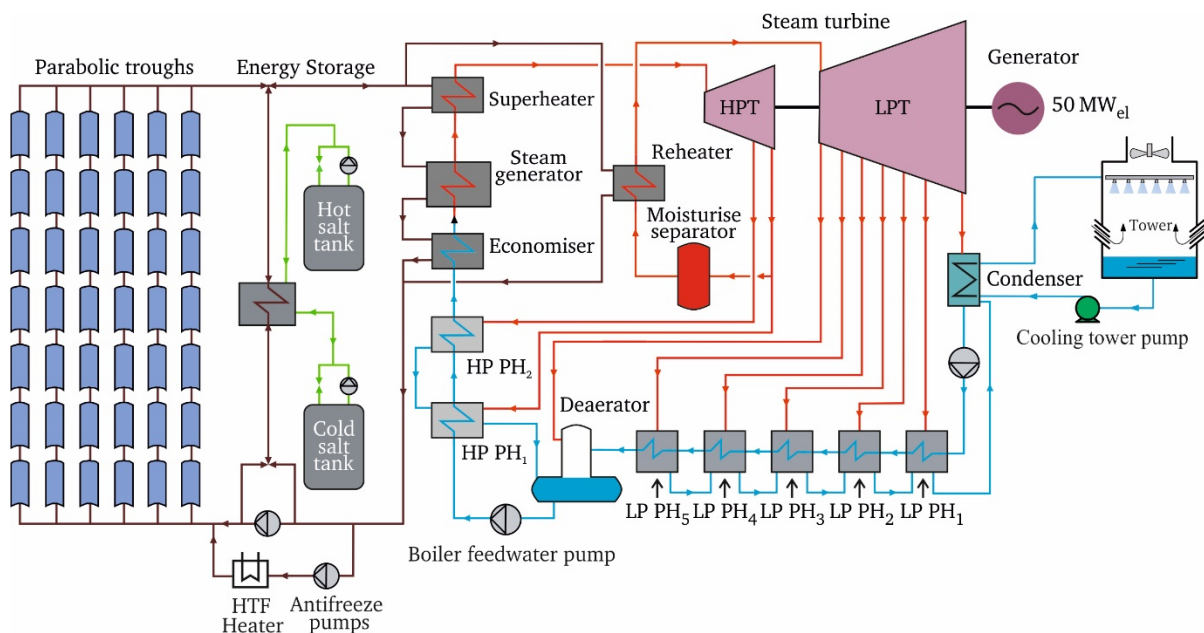 Steam turbine
Parabolic troughs
Energy Storage
Generator
Superheater
HPT
LPT
50 MWel
Steam
generator
Reheater
Hot
salt
tank
Moisturise
separator
Tower
Economiser
Condenser
Cooling tower pump
HP PH2
Deaerator
Cold
salt
tank
HP PH1
LP PH5
LP PH4
LP PH3
LP PH2
LP PH1
Boiler feedwater pump
HTF
Heater
Antifreeze
pumps